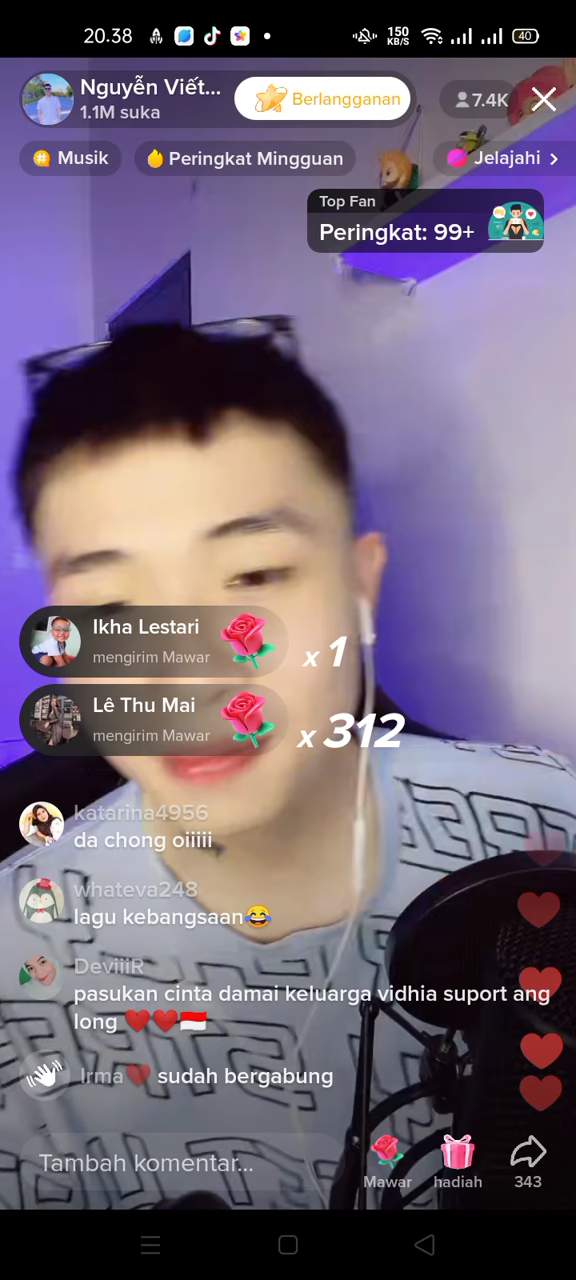 20.38
150
KB/S
40
Nguyễn Viết...
1.1M suka
Berlangganan
7.4K
Musik
Peringkat Mingguan
Jelajahi
Top Fan
Peringkat: 99+
Ikha Lestari
mengirim Mawar
x 1
Lê Thu Mai
mengirim Mawar
x 312
katarina4956
da chong oiiiii
whateva248
lagu kebangsaan😂
DeviiiR
pasukan cinta damai keluarga vidhia suport ang
long ❤️❤️🇮🇩
Irma❤️ sudah bergabung
Tambah komentar...
Mawar
hadiah
343